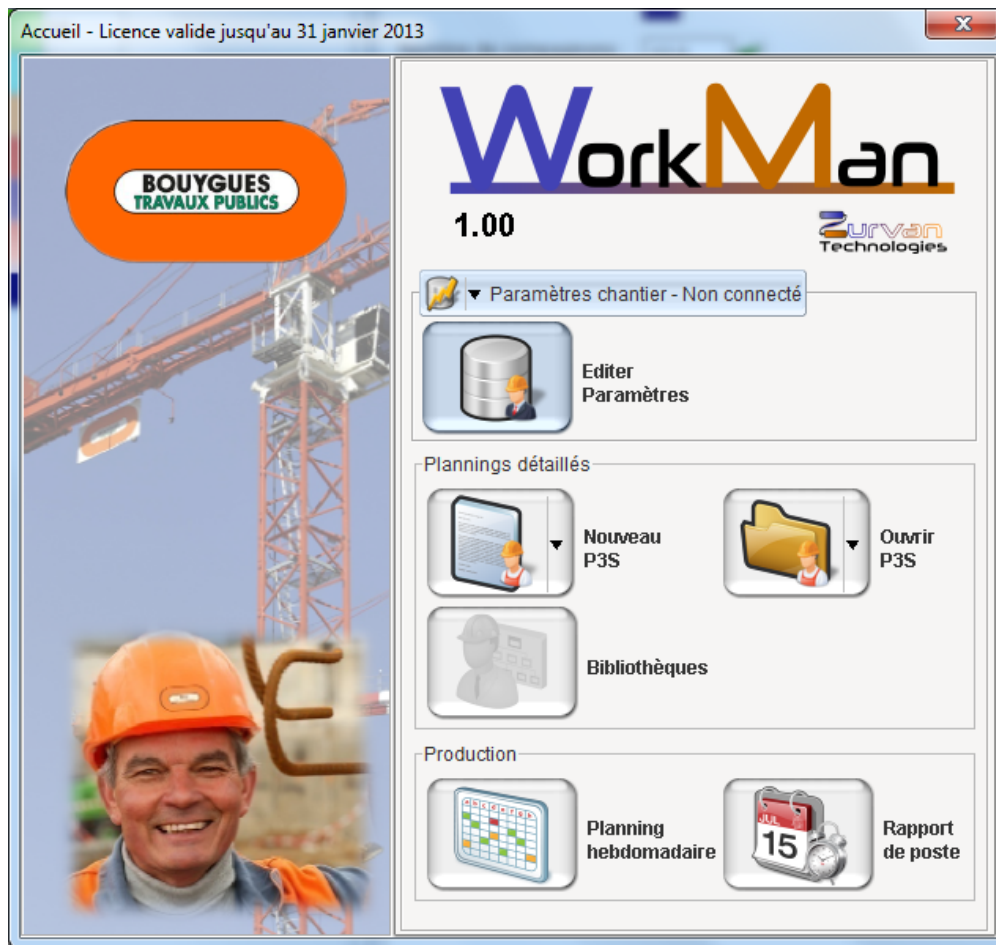 Accueil - Licence valide jusqu'au 31 janvier 2013
BOUYGUES
TRAVAUX PUBLICS
WorkMan
1.00
Zurvan
Technologies
Paramètres chantier - Non connecté
Editer
Paramètres
Plannings détaillés
Nouveau
P3S
Ouvrir
P3S
Bibliothèques
Production
Planning
hebdomadaire
JUL
15
Rapport
de poste